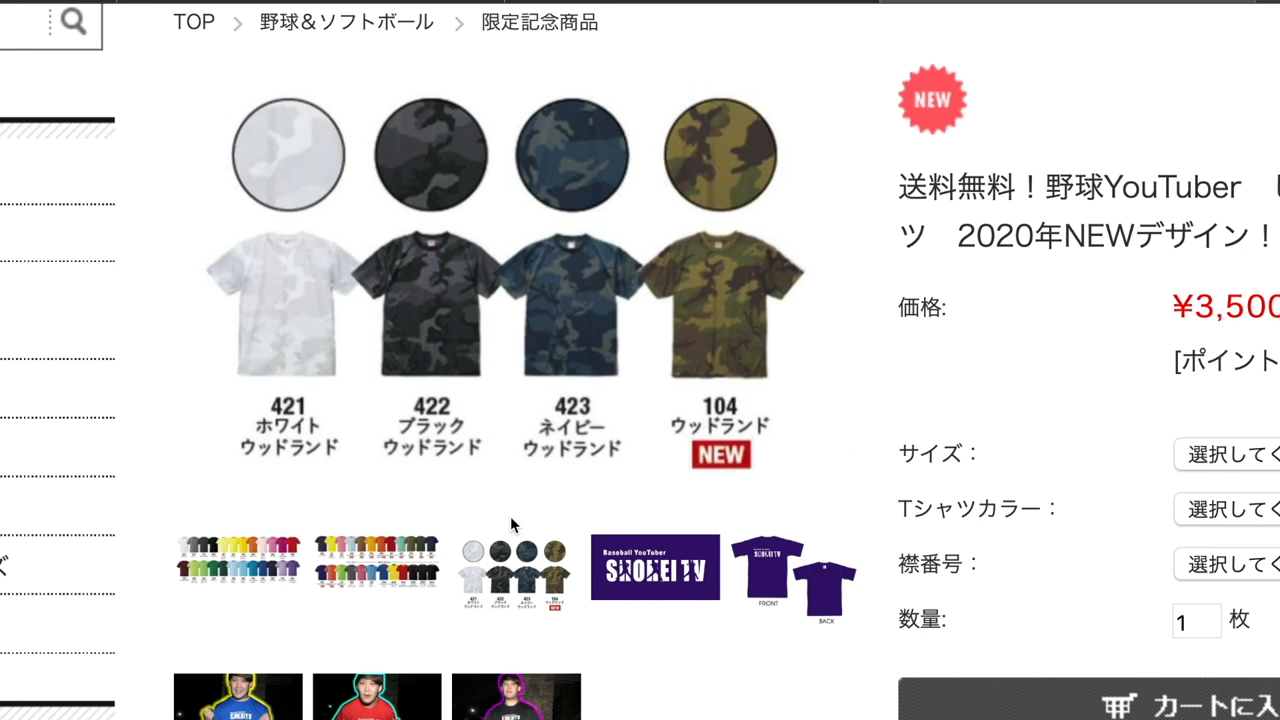 TOP > 野球＆ソフトボール > 限定記念商品
NEW
送料無料！野球YouTuber
ツ　2020年NEWデザイン！
価格:
¥3,500
[ポイント
サイズ：
選択してく
Tシャツカラー：
選択してく
襟番号：
選択してく
数量:
1 枚
カートに入
421
ホワイト
ウッドランド
422
ブラック
ウッドランド
423
ネイビー
ウッドランド
104
ウッドランド
NEW
Baseball YouTuber
SHOHEI TV
FRONT
BACK
ズ